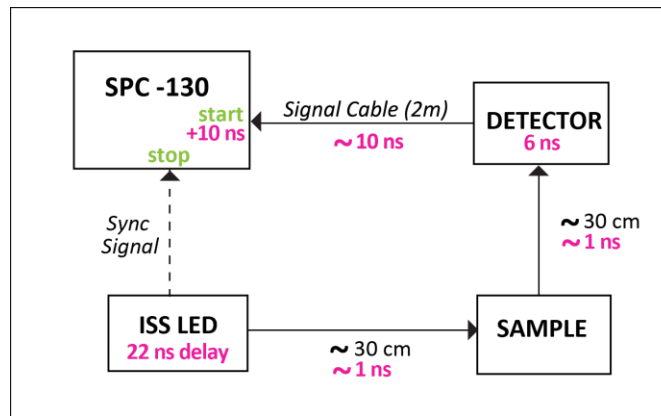 SPC -130
start
+10 ns
stop
Signal Cable (2m)
~ 10 ns
DETECTOR
6 ns
Sync
Signal
~ 30 cm
~ 1 ns
ISS LED
22 ns delay
~ 30 cm
~ 1 ns
SAMPLE